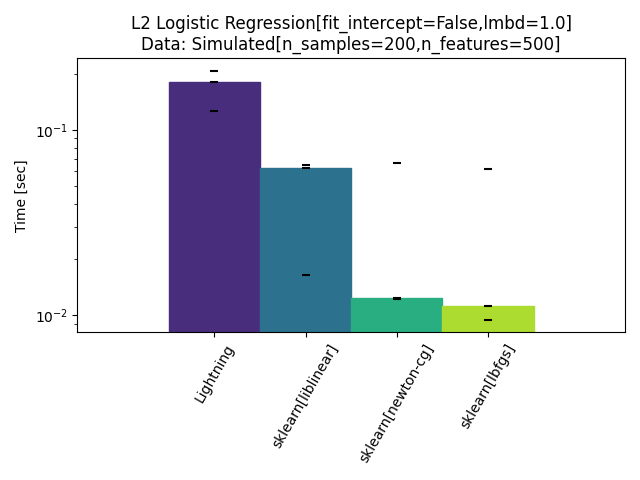 L2 Logistic Regression[fit_intercept=False,lmbd=1.0]
Data: Simulated[n_samples=200,n_features=500]
Time [sec]
10⁻¹
10⁻²
Lightning
sklearn[liblinear]
sklearn[newton-cg]
sklearn[lbfgs]